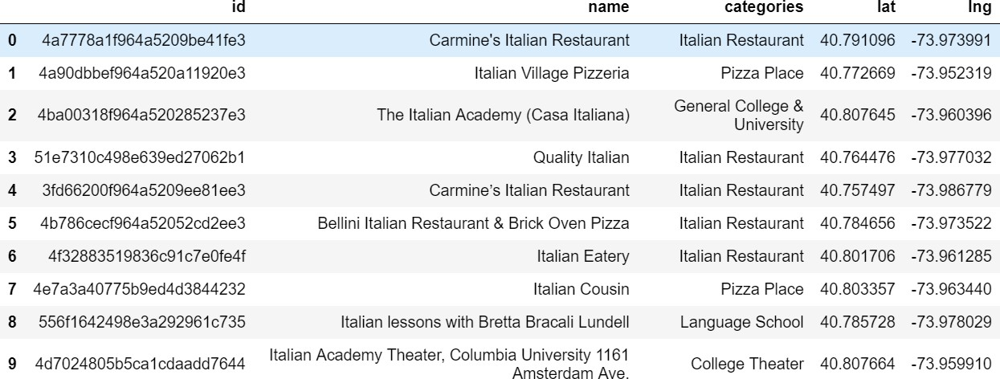 id name categories lat lng
0 4a7778a1f964a5209be41fe3 Carmine's Italian Restaurant Italian Restaurant 40.791096 -73.973991
1 4a90dbbef964a520a11920e3 Italian Village Pizzeria Pizza Place 40.772669 -73.952319
2 4ba00318f964a520285237e3 The Italian Academy (Casa Italiana) General College &
University 40.807645 -73.960396
3 51e7310c498e639ed27062b1 Quality Italian Italian Restaurant 40.764476 -73.977032
4 3fd66200f964a5209ee81ee3 Carmine’s Italian Restaurant Italian Restaurant 40.757497 -73.986779
5 4b786cecf964a52052cd2ee3 Bellini Italian Restaurant & Brick Oven Pizza Italian Restaurant 40.784656 -73.973522
6 4f32883519836c91c7e0fe4f Italian Eatery Italian Restaurant 40.801706 -73.961285
7 4e7a3a40775b9ed4d3844232 Italian Cousin Pizza Place 40.803357 -73.963440
8 556f1642498e3a292961c735 Italian lessons with Bretta Bracali Lundell Language School 40.785728 -73.978029
9 4d7024805b5ca1cdaadd7644 Italian Academy Theater, Columbia University 1161
Amsterdam Ave. College Theater 40.807664 -73.959910